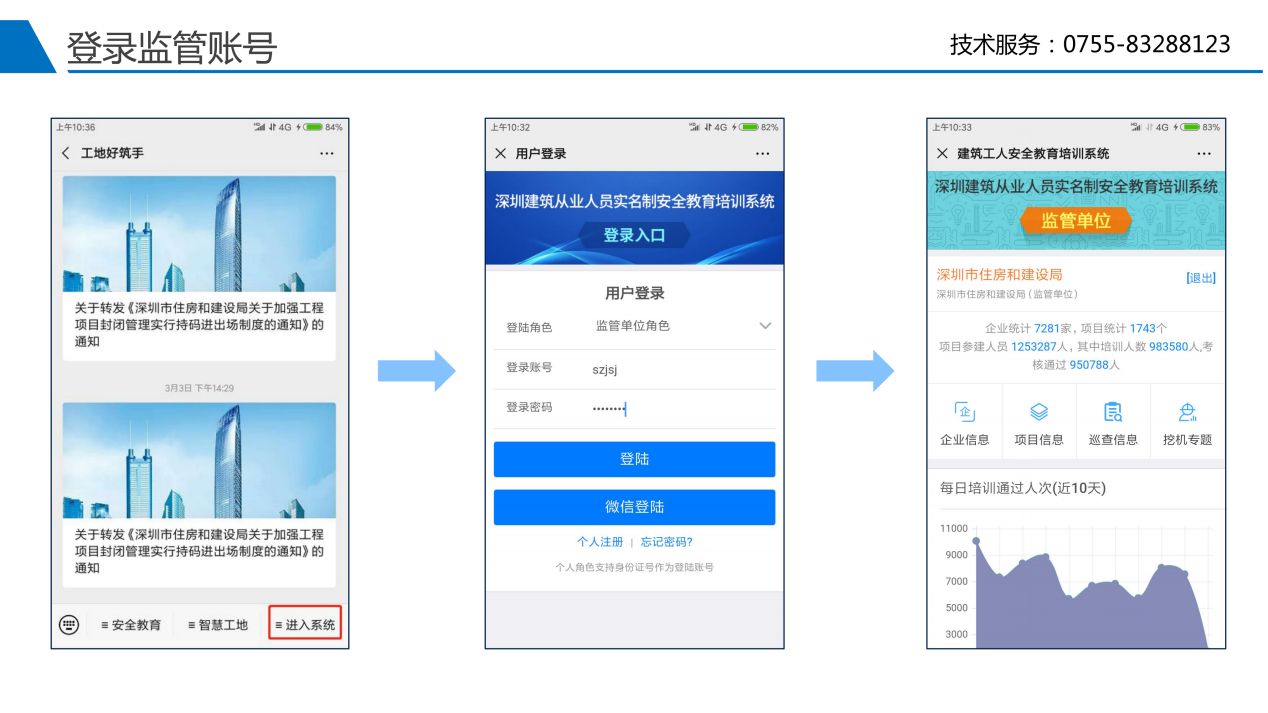 登录监管账号
技术服务：0755-83288123
上午10:36
4G
84%
工地好筑手
关于转发《深圳市住房和建设局关于加强工程
项目封闭管理实行持码进出场制度的通知》的
通知
3月3日 下午14:29
关于转发《深圳市住房和建设局关于加强工程
项目封闭管理实行持码进出场制度的通知》的
通知
≡ 安全教育
≡ 智慧工地
≡ 进入系统
上午10:32
4G
82%
用户登录
深圳建筑从业人员实名制安全教育培训系统
登录入口
用户登录
登陆角色
监管单位角色
登录账号
szjsj
登录密码
••••••••
登陆
微信登陆
个人注册 | 忘记密码?
个人角色支持身份证号作为登陆账号
上午10:33
4G
83%
建筑工人安全教育培训系统
深圳建筑从业人员实名制安全教育培训系统
监管单位
深圳市住房和建设局
[退出]
深圳市住房和建设局 (监管单位)
企业统计 7281家, 项目统计 1743个
项目参建人员 1253287人, 其中培训人数 983580人,考
核通过 950788人
企业信息
项目信息
巡查信息
挖机专题
每日培训通过人次(近10天)
11000
9000
7000
5000
3000